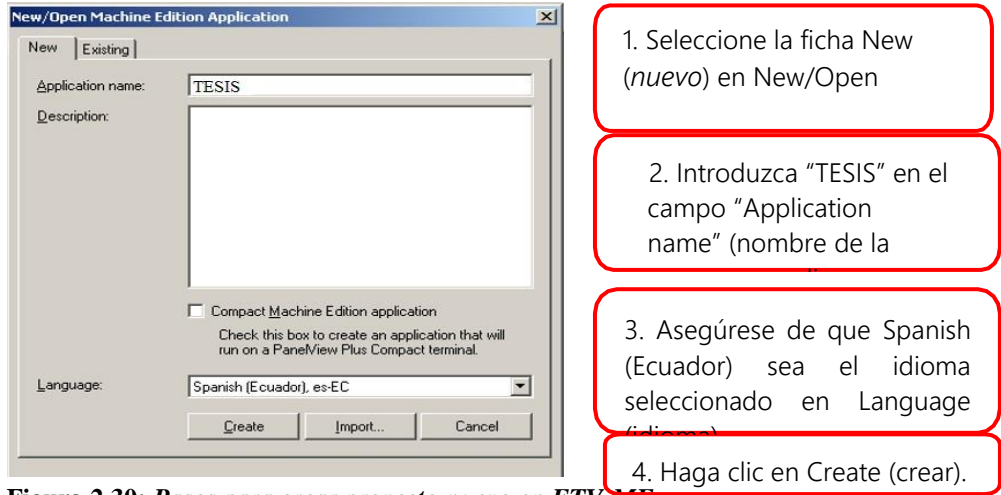 New/Open Machine Edition Application
New
Existing
Application name:
TESIS
Description:
Compact Machine Edition application
Check this box to create an application that will
run on a PanelView Plus Compact terminal.
Language:
Spanish (Ecuador), es-EC
Create
Import...
Cancel
1. Seleccione la ficha New
(nuevo) en New/Open
2. Introduzca “TESIS” en el
campo “Application
name” (nombre de la
3. Asegúrese de que Spanish
(Ecuador) sea el idioma
seleccionado en Language
(idioma)
4. Haga clic en Create (crear).